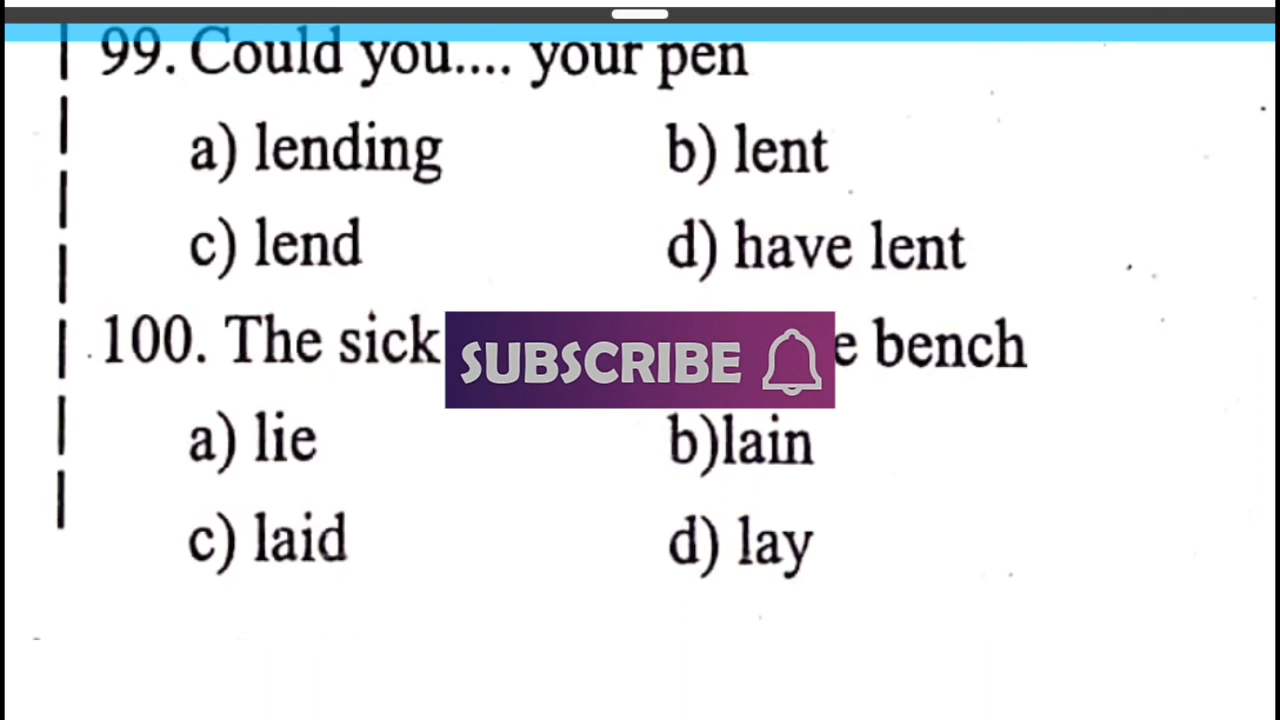 99. Could you.... your pen
a) lending b) lent
c) lend d) have lent
100. The sick SUBSCRIBE e bench
a) lie b)lain
c) laid d) lay